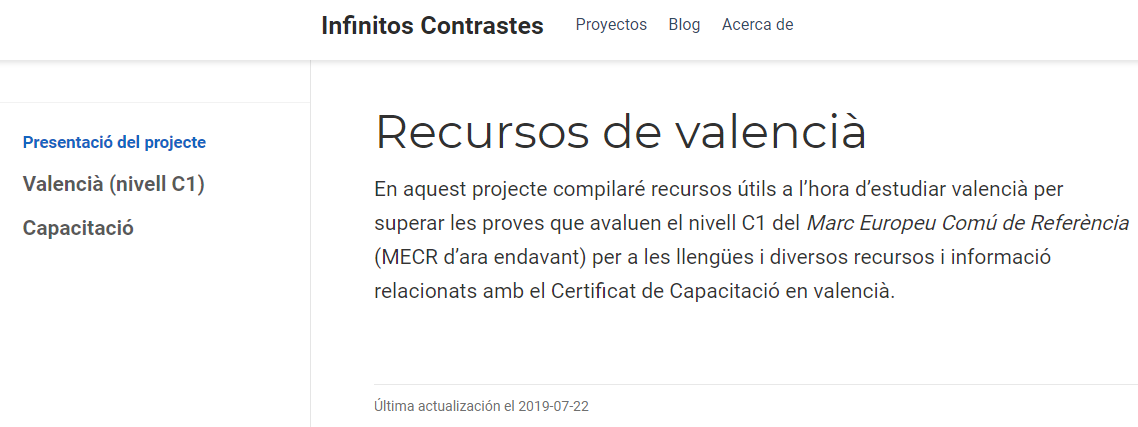 Infinitos Contrastes Proyectos Blog Acerca de
Presentació del projecte
Valencià (nivell C1)
Capacitació
Recursos de valencià
En aquest projecte compilaré recursos útils a l’hora d’estudiar valencià per
superar les proves que avaluen el nivell C1 del Marc Europeu Comú de Referència
(MECR d’ara endavant) per a les llengües i diversos recursos i informació
relacionats amb el Certificat de Capacitació en valencià.
Última actualización el 2019-07-22